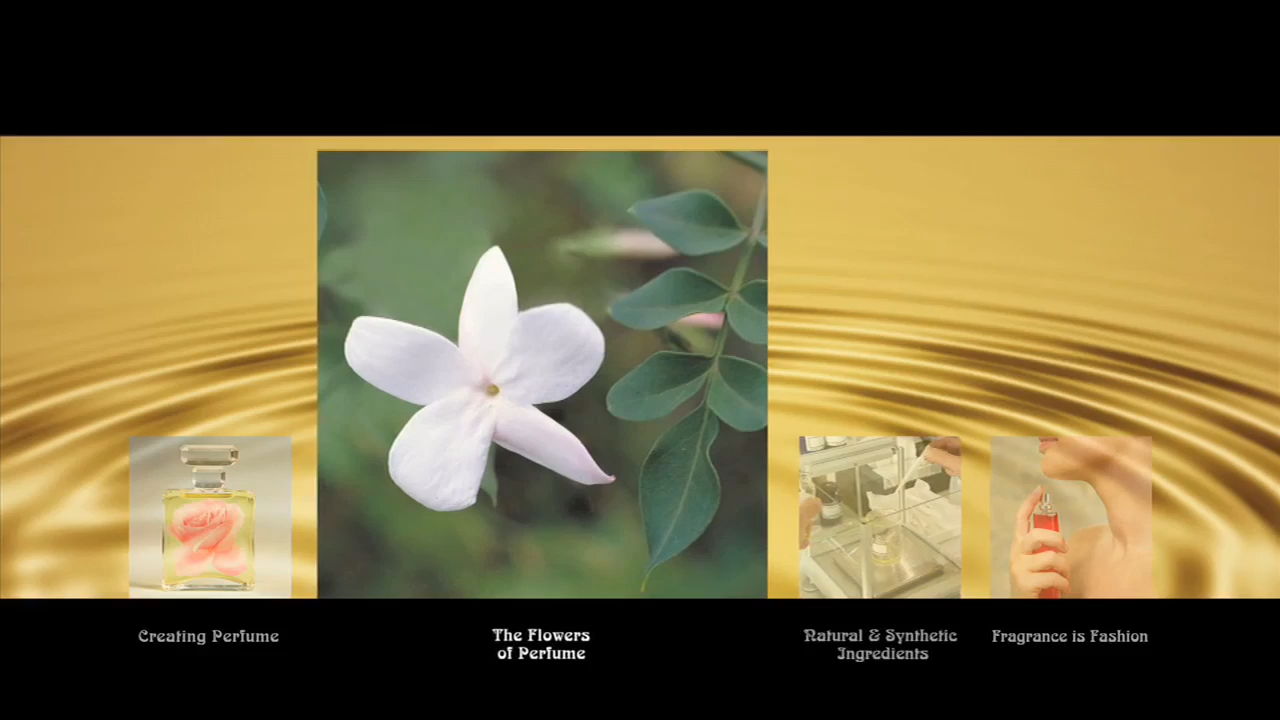 Creating Perfume
The Flowers
of Perfume
Natural & Synthetic
Ingredients
Fragrance is Fashion